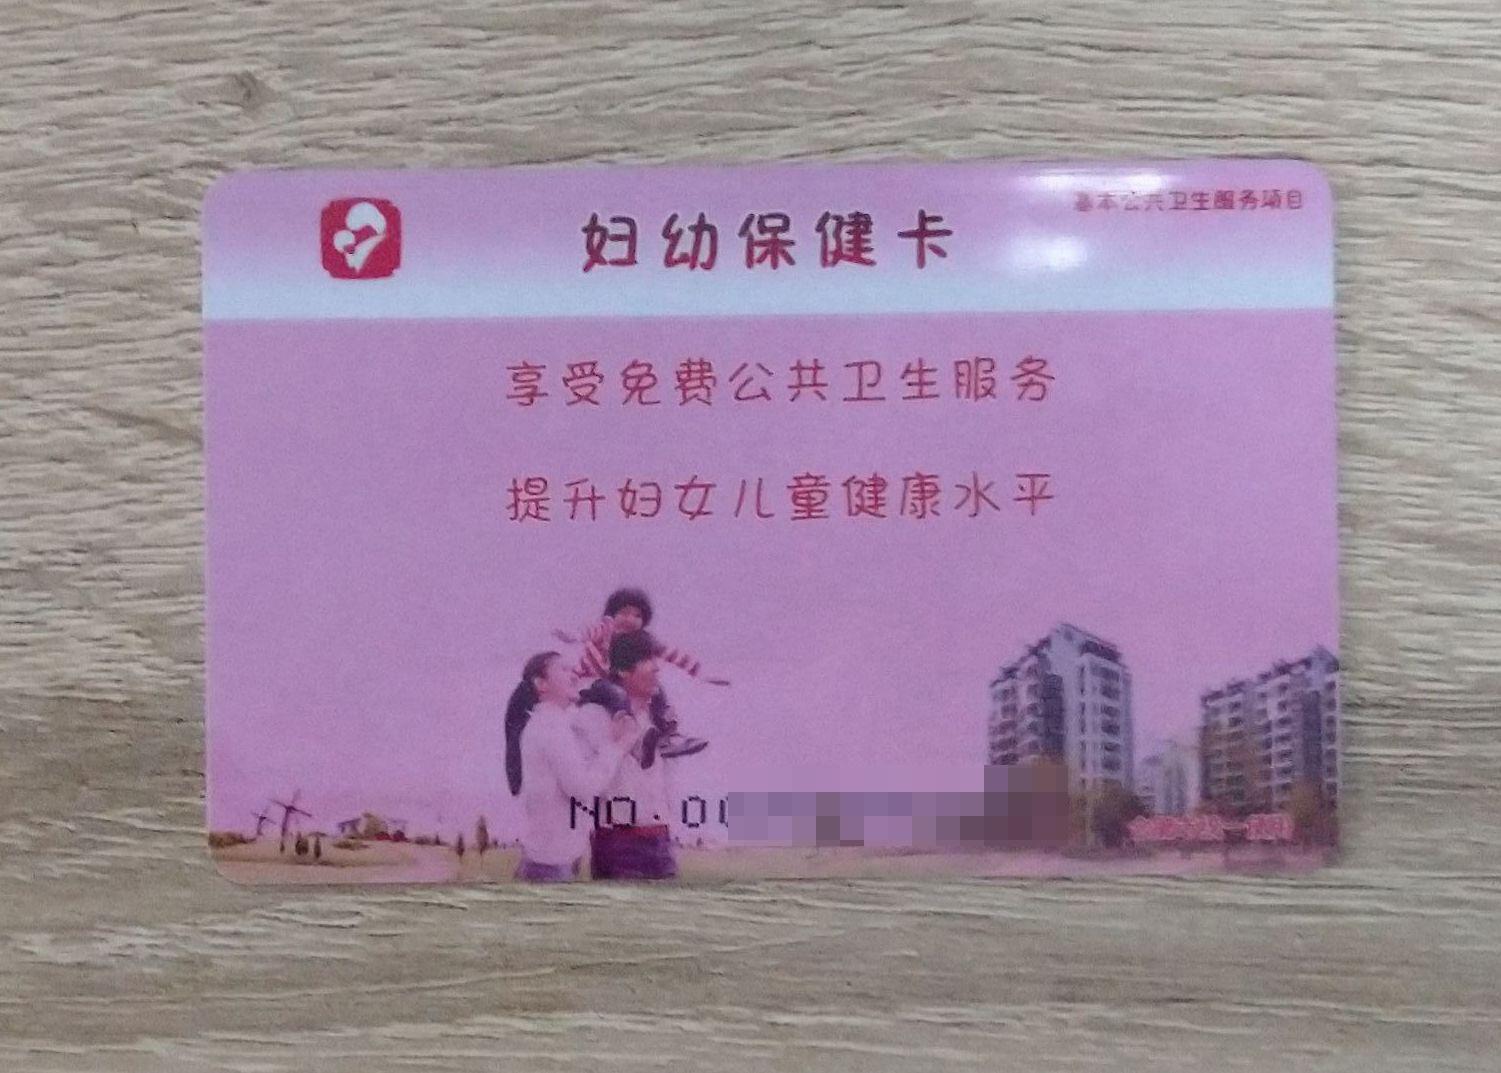 基本公共卫生服务项目
妇幼保健卡
享受免费公共卫生服务
提升妇女儿童健康水平
NO.0